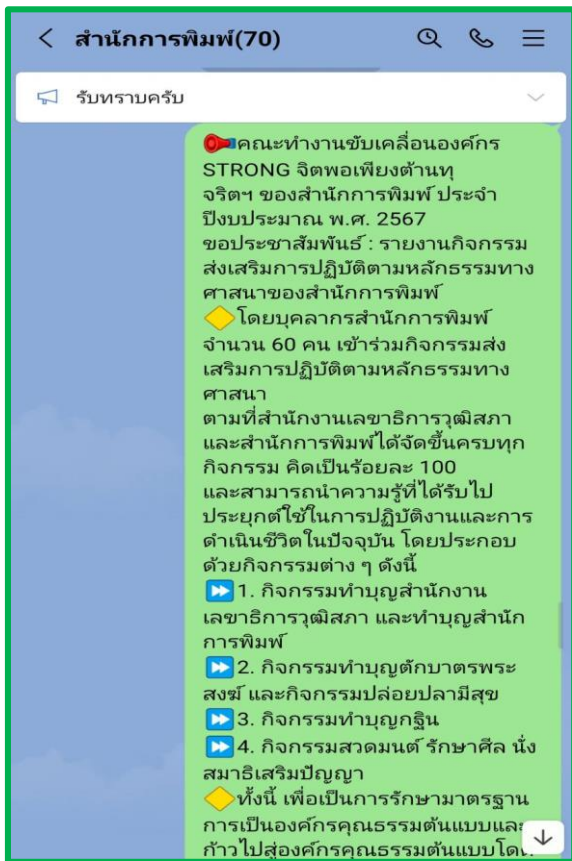 สำนักการพิมพ์(70)
รับทราบครับ
คณะทำงานขับเคลื่อนองค์กร
STRONG จิตพอเพียงต้านทุ
จริตฯ ของสำนักการพิมพ์ ประจำ
ปีงบประมาณ พ.ศ. 2567
ขอประชาสัมพันธ์ : รายงานกิจกรรม
ส่งเสริมการปฏิบัติตามหลักธรรมทาง
ศาสนาของสำนักการพิมพ์
โดยบุคลากรสำนักการพิมพ์
จำนวน 60 คน เข้าร่วมกิจกรรมส่ง
เสริมการปฏิบัติตามหลักธรรมทาง
ศาสนา
ตามที่สำนักงานเลขาธิการวุฒิสภา
และสำนักการพิมพ์ได้จัดขึ้นครบทุก
กิจกรรม คิดเป็นร้อยละ 100
และสามารถนำความรู้ที่ได้รับไป
ประยุกต์ใช้ในการปฏิบัติงานและการ
ดำเนินชีวิตในปัจจุบัน โดยประกอบ
ด้วยกิจกรรมต่าง ๆ ดังนี้
1. กิจกรรมทำบุญสำนักงาน
เลขาธิการวุฒิสภา และทำบุญสำนัก
การพิมพ์
2. กิจกรรมทำบุญตักบาตรพระ
สงฆ์ และกิจกรรมปล่อยปลามีสุข
3. กิจกรรมทำบุญกฐิน
4. กิจกรรมสวดมนต์ รักษาศีล นั่ง
สมาธิเสริมปัญญา
ทั้งนี้ เพื่อเป็นการรักษามาตรฐาน
การเป็นองค์กรคุณธรรมต้นแบบและ
ก้าวไปสู่องค์กรคุณธรรมต้นแบบโดด